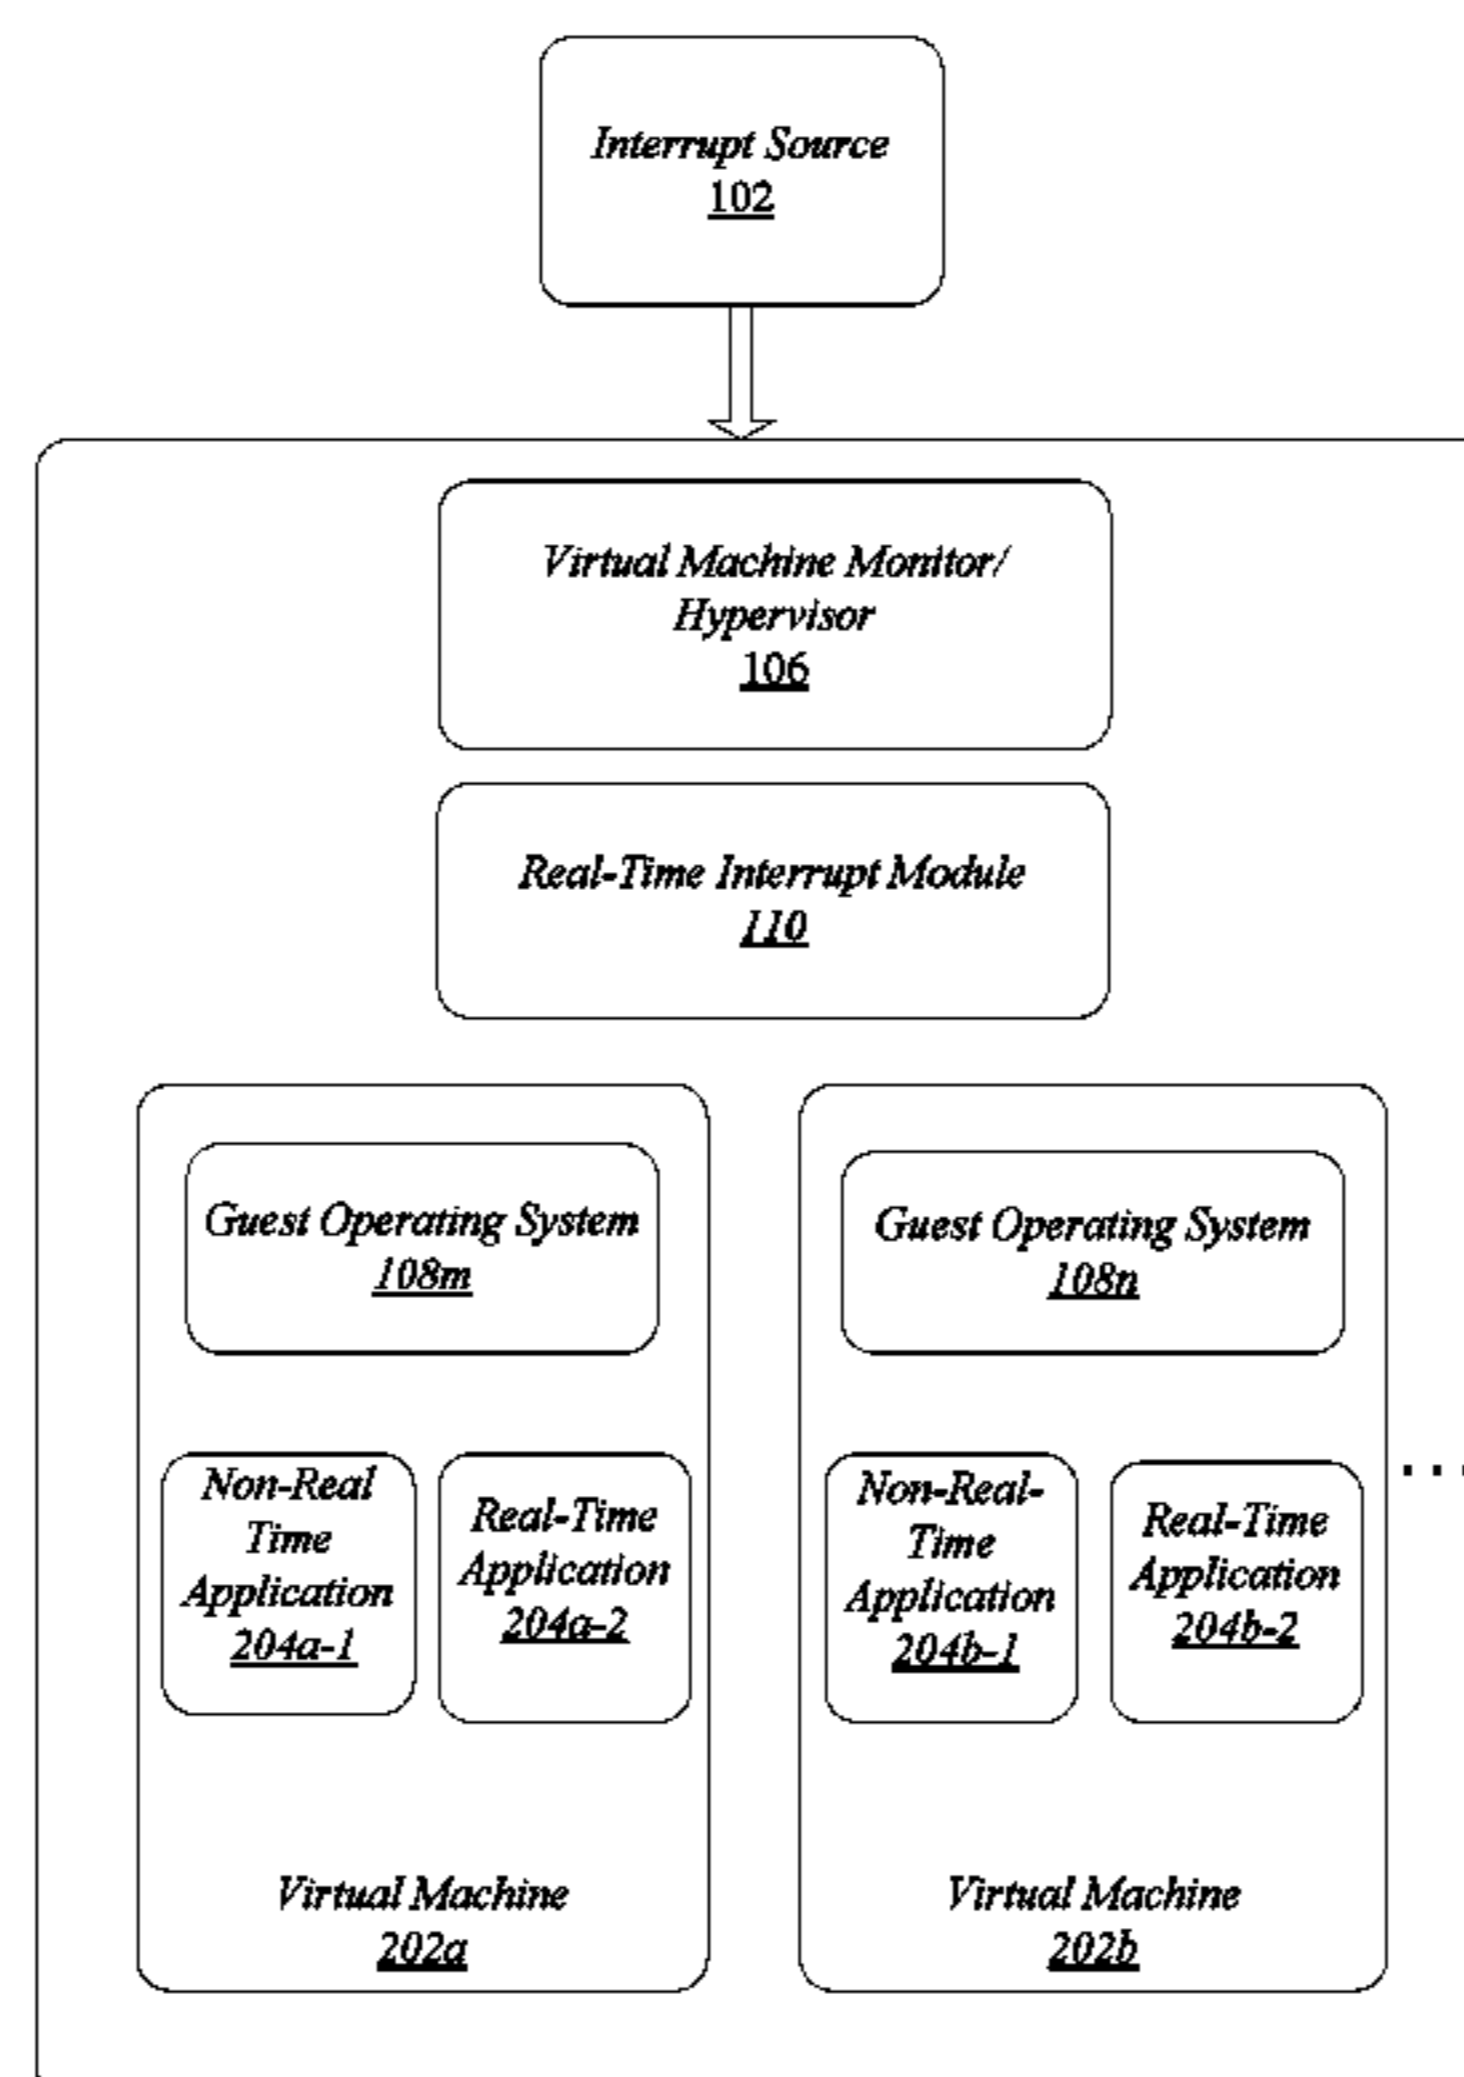 Interrupt Source
102
Virtual Machine Monitor/
Hypervisor
106
Real-Time Interrupt Module
110
Guest Operating System
108m
Non-Real
Time
Application
204a-1
Real-Time
Application
204a-2
Virtual Machine
202a
Guest Operating System
108n
Non-Real-
Time
Application
204b-1
Real-Time
Application
204b-2
Virtual Machine
202b
...